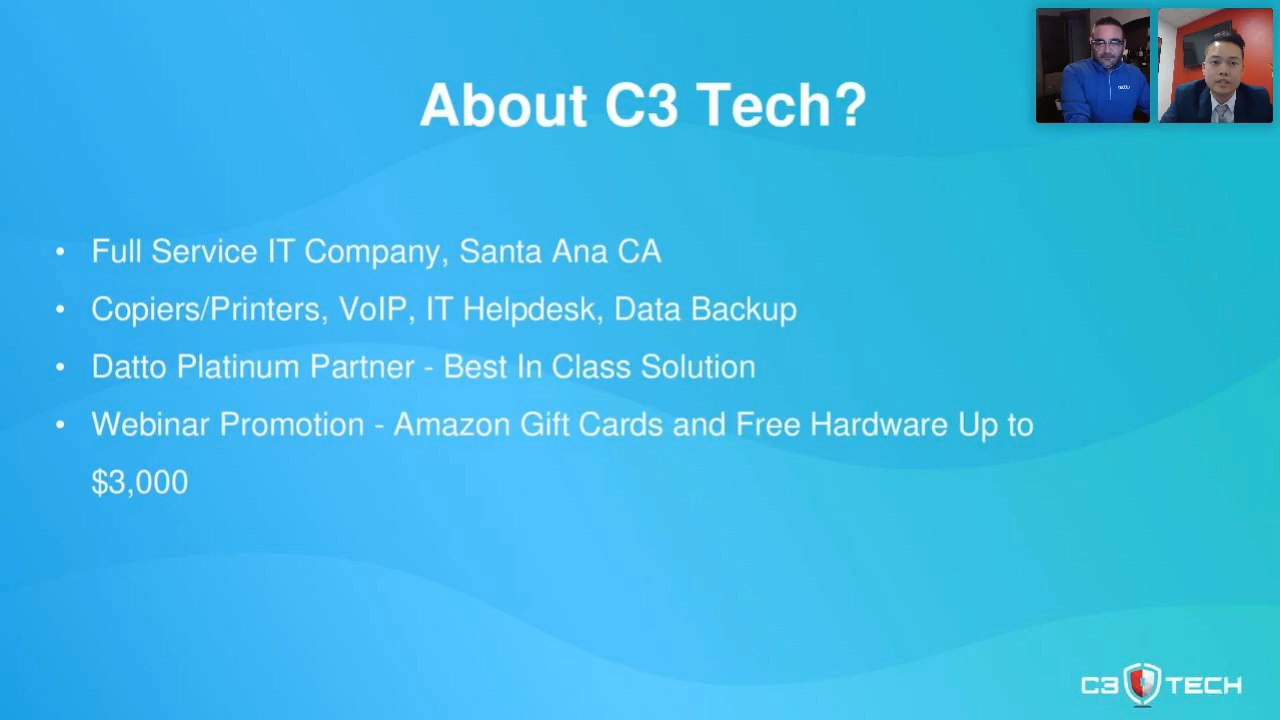 About C3 Tech?
• Full Service IT Company, Santa Ana CA
• Copiers/Printers, VoIP, IT Helpdesk, Data Backup
• Datto Platinum Partner - Best In Class Solution
• Webinar Promotion - Amazon Gift Cards and Free Hardware Up to
$3,000
C3 TECH